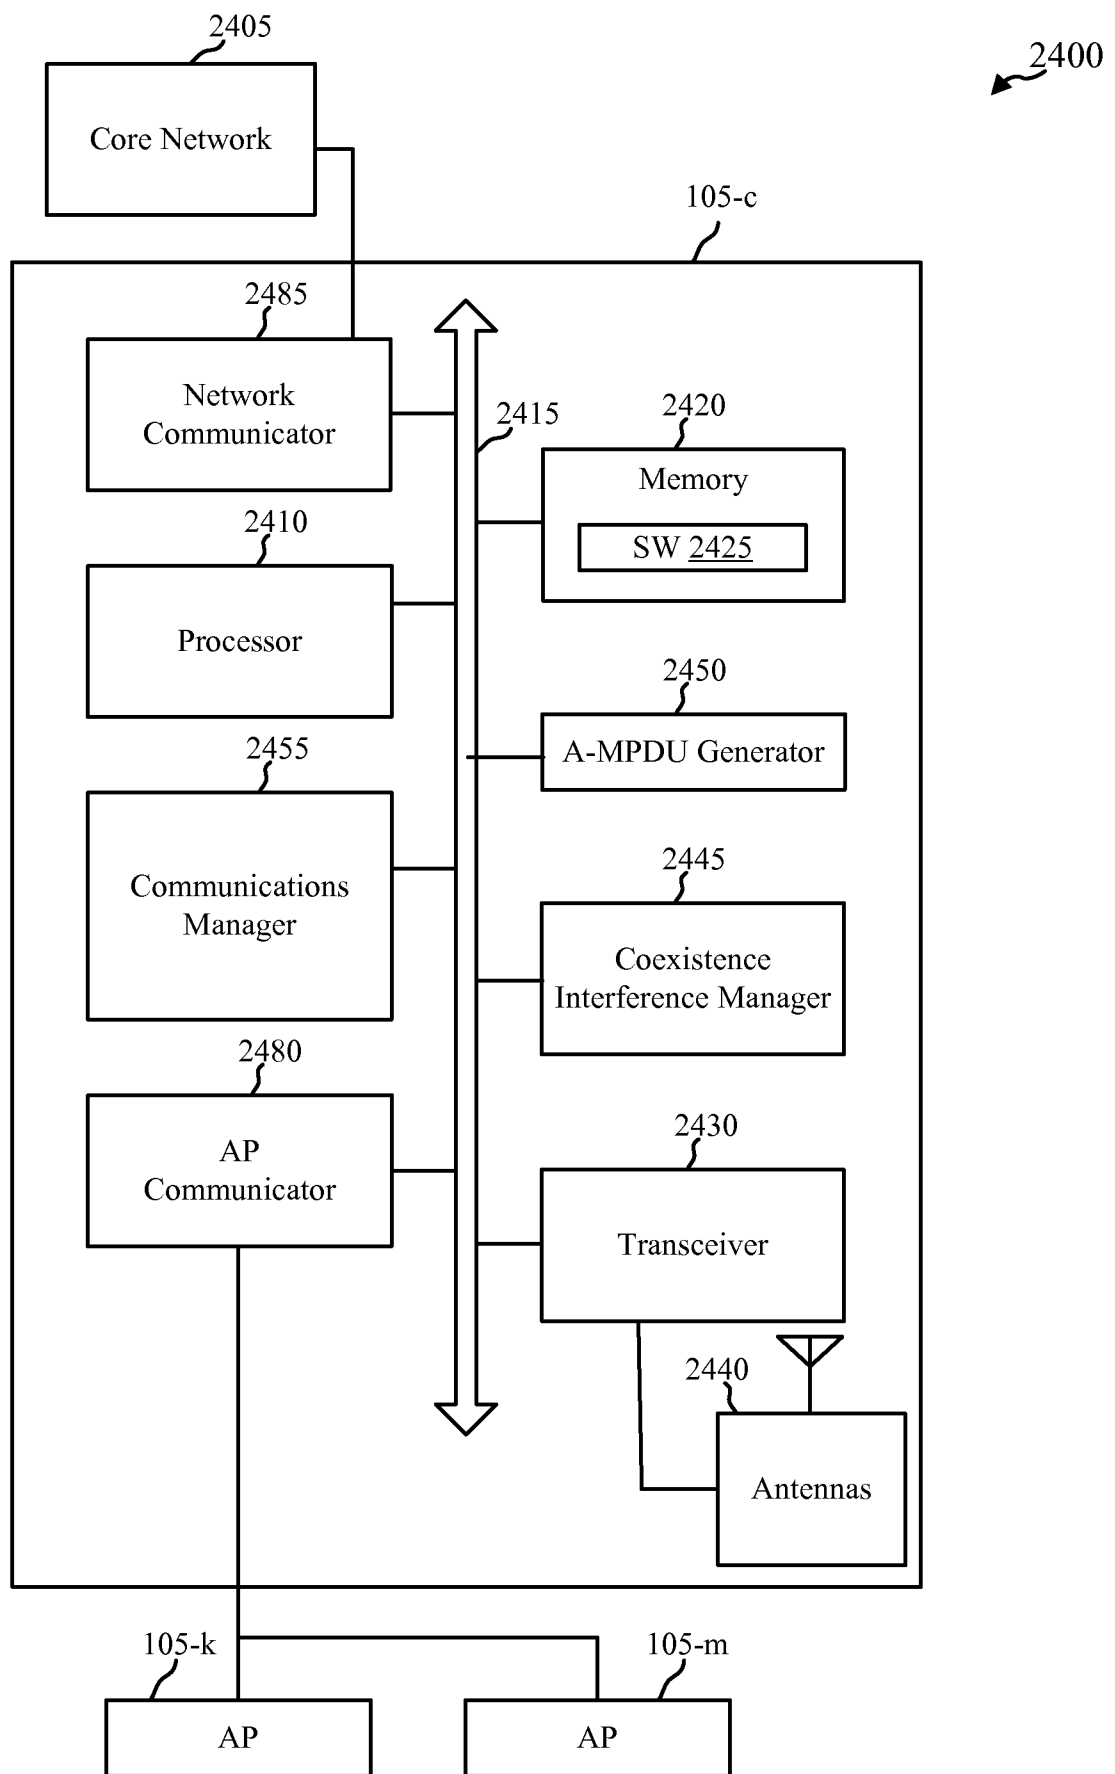 2405
2400
Core Network
105-c
2485
Network
Communicator
2415
2420
Memory
SW 2425
2410
Processor
2450
A-MPDU Generator
2455
Communications
Manager
2445
Coexistence
Interference Manager
2480
AP
Communicator
2430
Transceiver
2440
Antennas
105-k
105-m
AP
AP